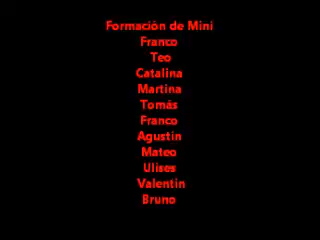 Formación de Mini
Franco
Teo
Catalina
Martina
Tomás
Franco
Agustin
Mateo
Ulises
Valentin
Bruno